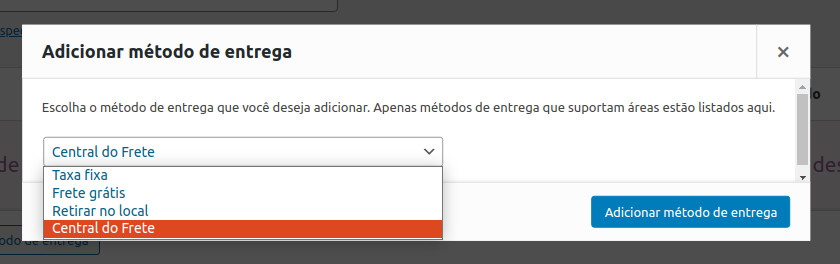 Adicionar método de entrega
Escolha o método de entrega que você deseja adicionar. Apenas métodos de entrega que suportam áreas estão listados aqui.
Central do Frete
Taxa fixa
Frete grátis
Retirar no local
Central do Frete
Adicionar método de entrega
de entrega